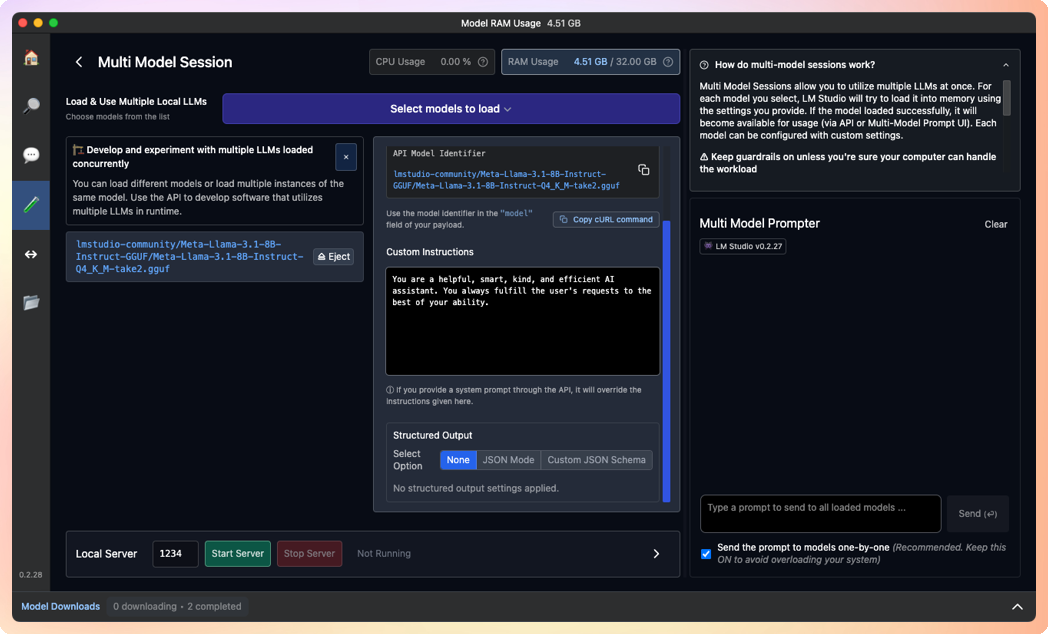 Model RAM Usage 4.51 GB
Multi Model Session
CPU Usage 0.00 %
RAM Usage 4.51 GB / 32.00 GB
Load & Use Multiple Local LLMs
Choose models from the list
Select models to load
🏗️ Develop and experiment with multiple LLMs loaded
concurrently
×
You can load different models or load multiple instances of the
same model. Use the API to develop software that utilizes
multiple LLMs in runtime.
lmstudio-community/Meta-Llama-3.1-8B-
Instruct-GGUF/Meta-Llama-3.1-8B-Instruct-
Q4_K_M-take2.gguf
Eject
API Model Identifier
lmstudio-community/Meta-Llama-3.1-8B-Instruct-
GGUF/Meta-Llama-3.1-8B-Instruct-Q4_K_M-take2.gguf
Use the model identifier in the "model"
field of your payload.
Copy cURL command
Custom Instructions
You are a helpful, smart, kind, and efficient AI
assistant. You always fulfill the user's requests to the
best of your ability.
ⓘ If you provide a system prompt through the API, it will override the
instructions given here.
Structured Output
Select
Option
None
JSON Mode
Custom JSON Schema
No structured output settings applied.
Local Server
1234
Start Server
Stop Server
Not Running
How do multi-model sessions work?
Multi Model Sessions allow you to utilize multiple LLMs at once. For
each model you select, LM Studio will try to load it into memory using
the settings you provide. If the model loaded successfully, it will
become available for usage (via API or Multi-Model Prompt UI). Each
model can be configured with custom settings.
⚠ Keep guardrails on unless you're sure your computer can handle
the workload
Multi Model Prompter
Clear
👾 LM Studio v0.2.27
Type a prompt to send to all loaded models ...
Send (⏎)
Send the prompt to models one-by-one (Recommended. Keep this
ON to avoid overloading your system)
0.2.28
Model Downloads 0 downloading • 2 completed